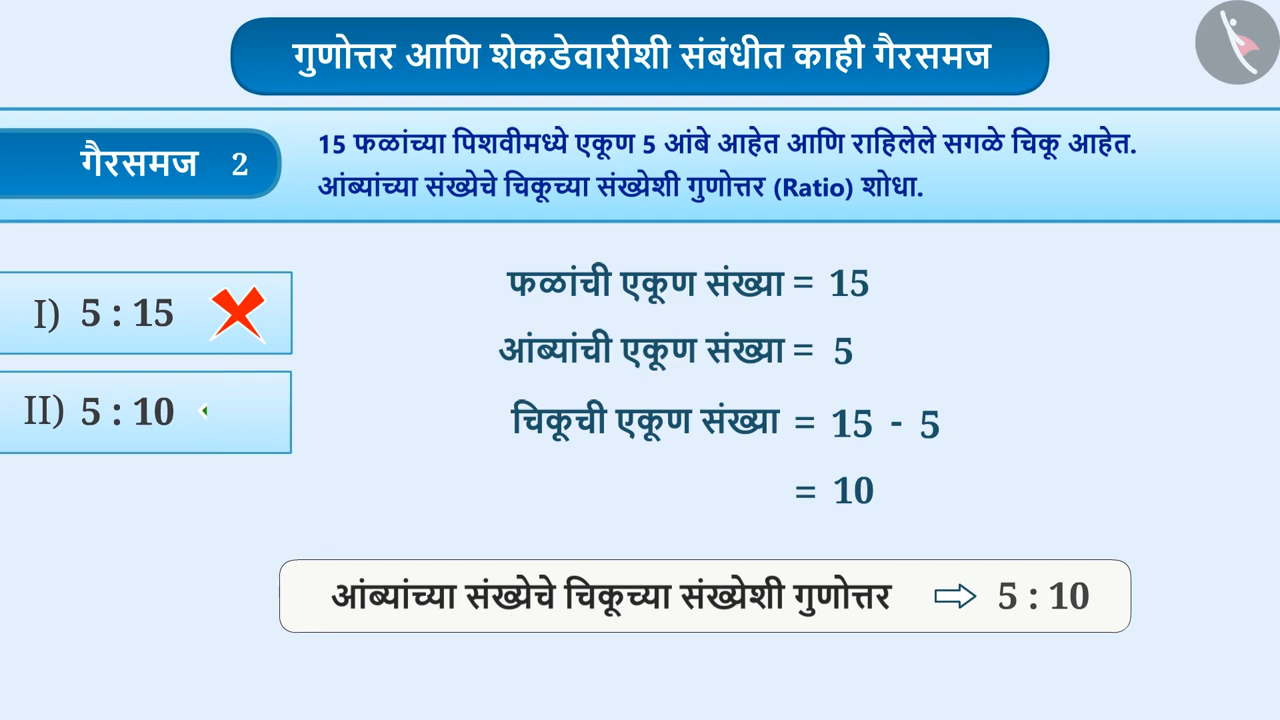 गुणोत्तर आणि शेकडेवारीशी संबंधीत काही गैरसमज
गैरसमज 2
15 फळांच्या पिशवीमध्ये एकूण 5 आंबे आहेत आणि राहिलेले सगळे चिकू आहेत.
आंब्यांच्या संख्येचे चिकूच्या संख्येशी गुणोत्तर (Ratio) शोधा.
I) 5 : 15
II) 5 : 10
फळांची एकूण संख्या = 15
आंब्यांची एकूण संख्या = 5
चिकूची एकूण संख्या = 15 - 5
= 10
आंब्यांच्या संख्येचे चिकूच्या संख्येशी गुणोत्तर ⇨ 5 : 10